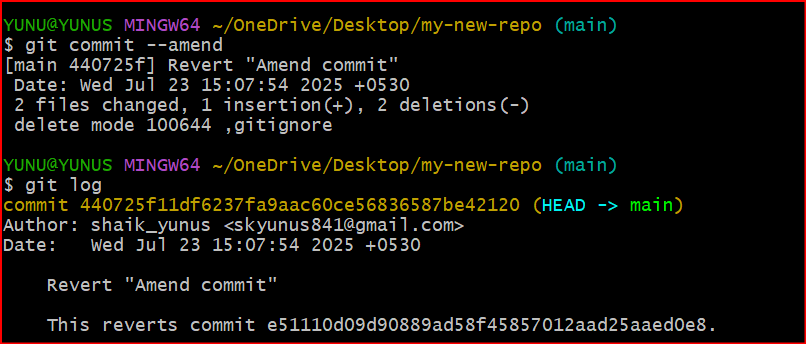 YUNU@YUNUS MINGW64 ~/OneDrive/Desktop/my-new-repo (main)
$ git commit --amend
[main 440725f] Revert "Amend commit"
 Date: Wed Jul 23 15:07:54 2025 +0530
 2 files changed, 1 insertion(+), 2 deletions(-)
 delete mode 100644 ,gitignore
YUNU@YUNUS MINGW64 ~/OneDrive/Desktop/my-new-repo (main)
$ git log
commit 440725f11df6237fa9aac60ce56836587be42120 (HEAD -> main)
Author: shaik_yunus <skyunus841@gmail.com>
Date:   Wed Jul 23 15:07:54 2025 +0530
    Revert "Amend commit"
    This reverts commit e51110d09d90889ad58f45857012aad25aaed0e8.